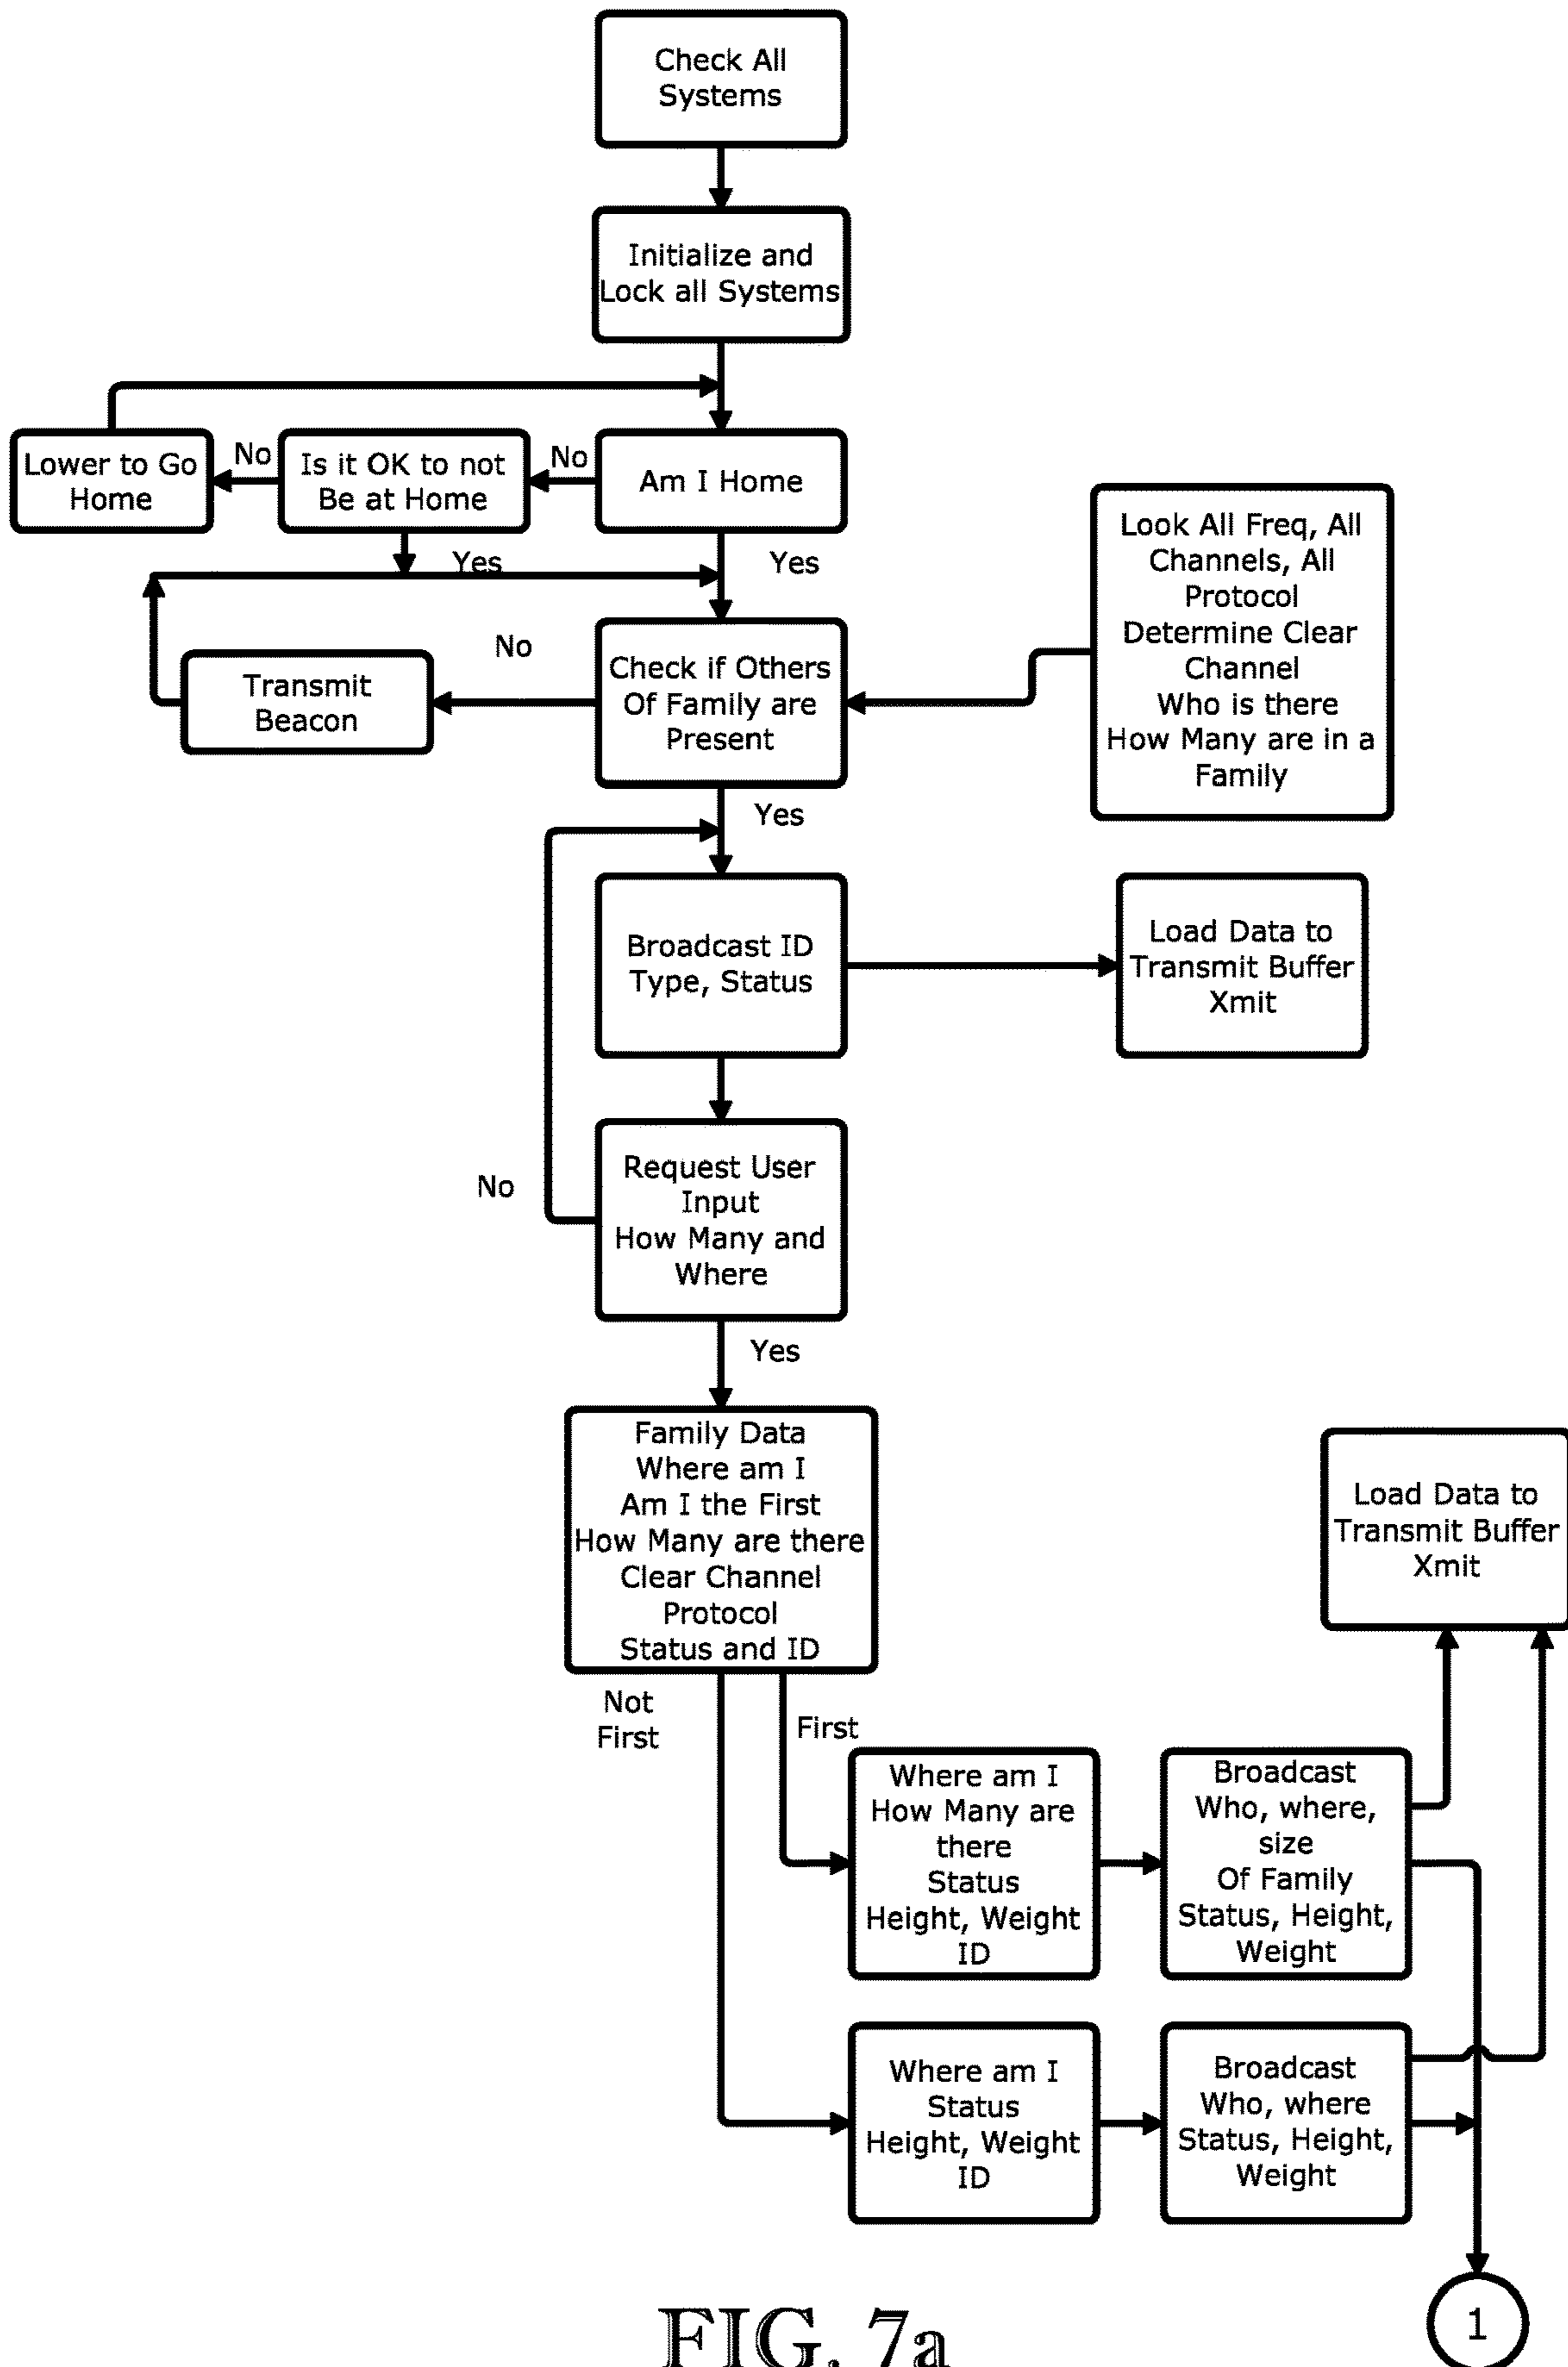 Check All
Systems
Initialize and
Lock all Systems
Lower to Go
Home
No
Is it OK to not
Be at Home
No
Am I Home
Yes
Yes
Look All Freq, All
Channels, All
Protocol
Determine Clear
Channel
Who is there
How Many are in a
Family
Transmit
Beacon
No
Check if Others
Of Family are
Present
Yes
Broadcast ID
Type, Status
Load Data to
Transmit Buffer
Xmit
No
Request User
Input
How Many and
Where
Yes
Family Data
Where am I
Am I the First
How Many are there
Clear Channel
Protocol
Status and ID
Load Data to
Transmit Buffer
Xmit
Not
First
First
Where am I
How Many are
there
Status
Height, Weight
ID
Broadcast
Who, where,
size
Of Family
Status, Height,
Weight
Where am I
Status
Height, Weight
ID
Broadcast
Who, where
Status, Height,
Weight
1
FIG. 7a